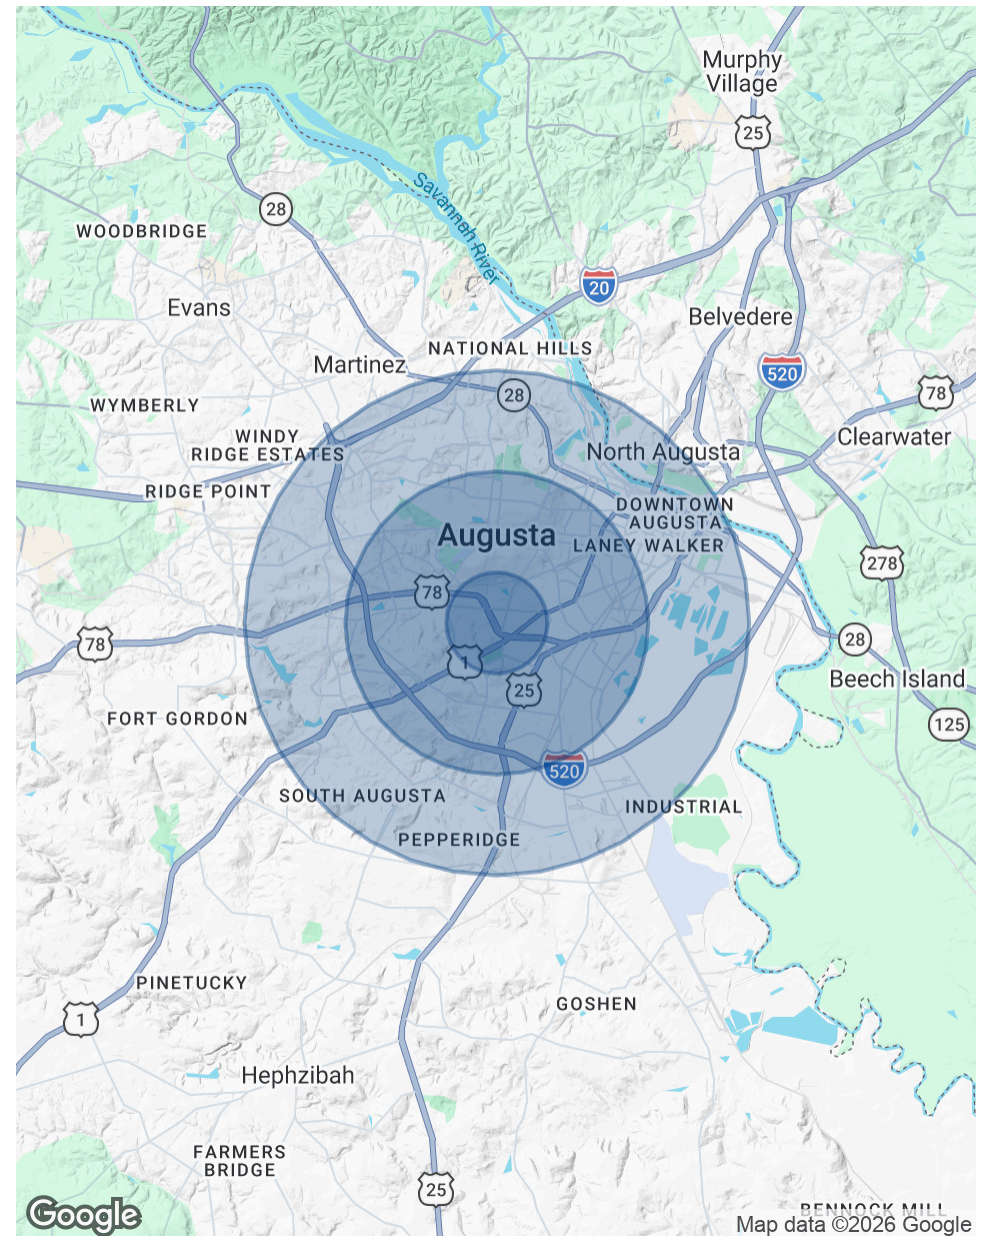 Murphy
Village
25
Savannah River
28
WOODBRIDGE
20
Evans
Belvedere
NATIONAL HILLS
Martinez
520
78
28
WYMBERLY
WINDY
RIDGE ESTATES
Clearwater
North Augusta
RIDGE POINT
DOWNTOWN
AUGUSTA
Augusta
LANEY WALKER
278
78
78
28
1
Beech Island
25
FORT GORDON
125
520
SOUTH AUGUSTA
INDUSTRIAL
PEPPERIDGE
PINETUCKY
GOSHEN
1
Hephzibah
FARMERS
BRIDGE
25
BENNOCK MILL
Google
Map data ©2026 Google